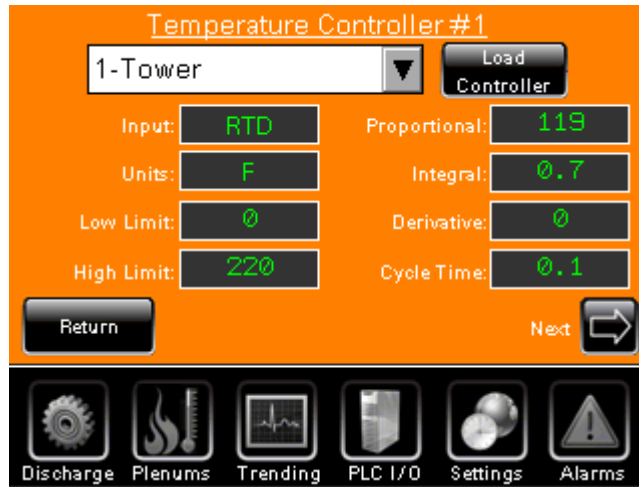 Temperature Controller #1
1-Tower
Load
Controller
Input: RTD Proportional: 119
Units: F Integral: 0.7
Low Limit: 0 Derivative: 0
High Limit: 220 Cycle Time: 0.1
Return Next
Discharge Plenums Trending PLC I/O Settings Alarms